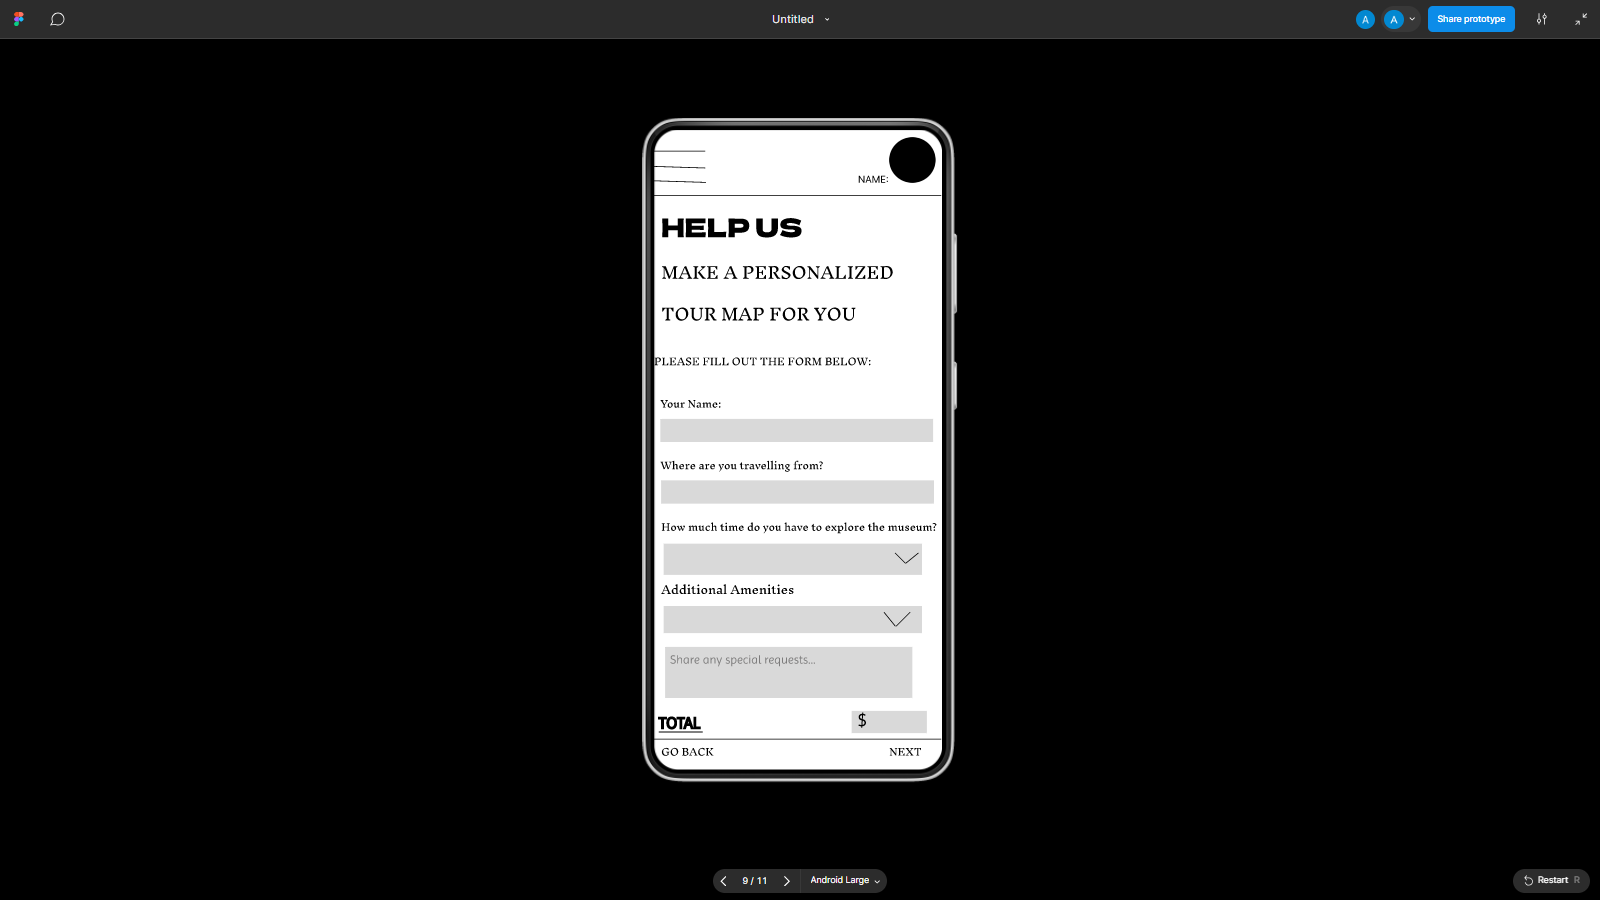 Untitled
A
A
Share prototype
NAME:
HELP US
MAKE A PERSONALIZED
TOUR MAP FOR YOU
PLEASE FILL OUT THE FORM BELOW:
Your Name:
Where are you travelling from?
How much time do you have to explore the museum?
Additional Amenities
Share any special requests...
TOTAL
$
GO BACK
NEXT
9 / 11
Android Large
Restart R